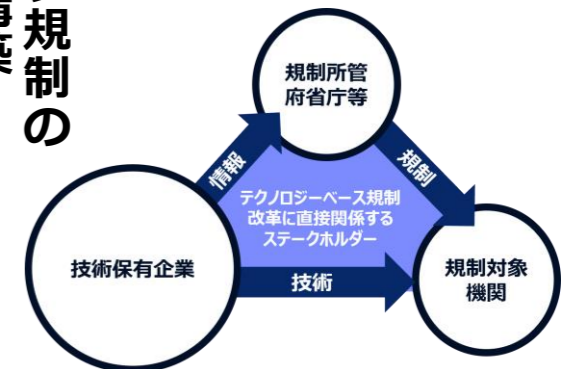 規制の
規制所管
府省庁等
情報
規制
テクノロジーベース規制
改革に直接関係する
ステークホルダー
技術保有企業
技術
規制対象
機関